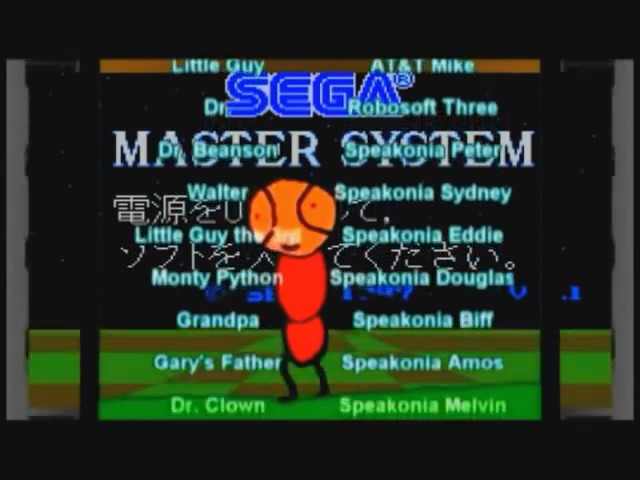 Little Guy AT&T Mike
SEGA®
Dr. Robosoft Three
MASTER SYSTEM
Dr. Beanson Speakonia Peter
Walter Speakonia Sydney
電源を
Little Guy the Speakonia Eddie
ソフトを てください。
Monty Python Speakonia Douglas
Grandpa Speakonia Biff
Gary's Father Speakonia Amos
Dr. Clown Speakonia Melvin